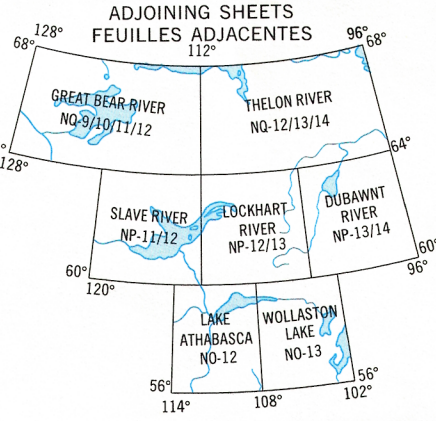 ADJOINING SHEETS
FEUILLES ADJACENTES
128°
112°
96°
68°
68°
GREAT BEAR RIVER
NQ-9/10/11/12
THELON RIVER
NQ-12/13/14
128°
64°
SLAVE RIVER
NP-11/12
LOCKHART
RIVER
NP-12/13
DUBAWNT
RIVER
NP-13/14
60°
60°
120°
96°
LAKE
ATHABASCA
NO-12
WOLLASTON
LAKE
NO-13
56°
56°
114°
108°
102°